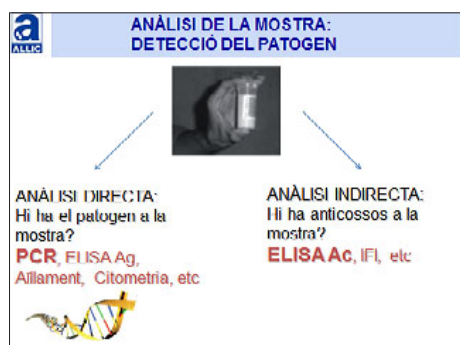 a
ALLIC
ANÀLISI DE LA MOSTRA:
DETECCIÓ DEL PATOGEN
ANÀLISI DIRECTA:
Hi ha el patogen a la
mostra?
PCR, ELISA Ag,
Aïllament, Citometria, etc
ANÀLISI INDIRECTA:
Hi ha anticossos a la
mostra?
ELISA Ac, IFI, etc